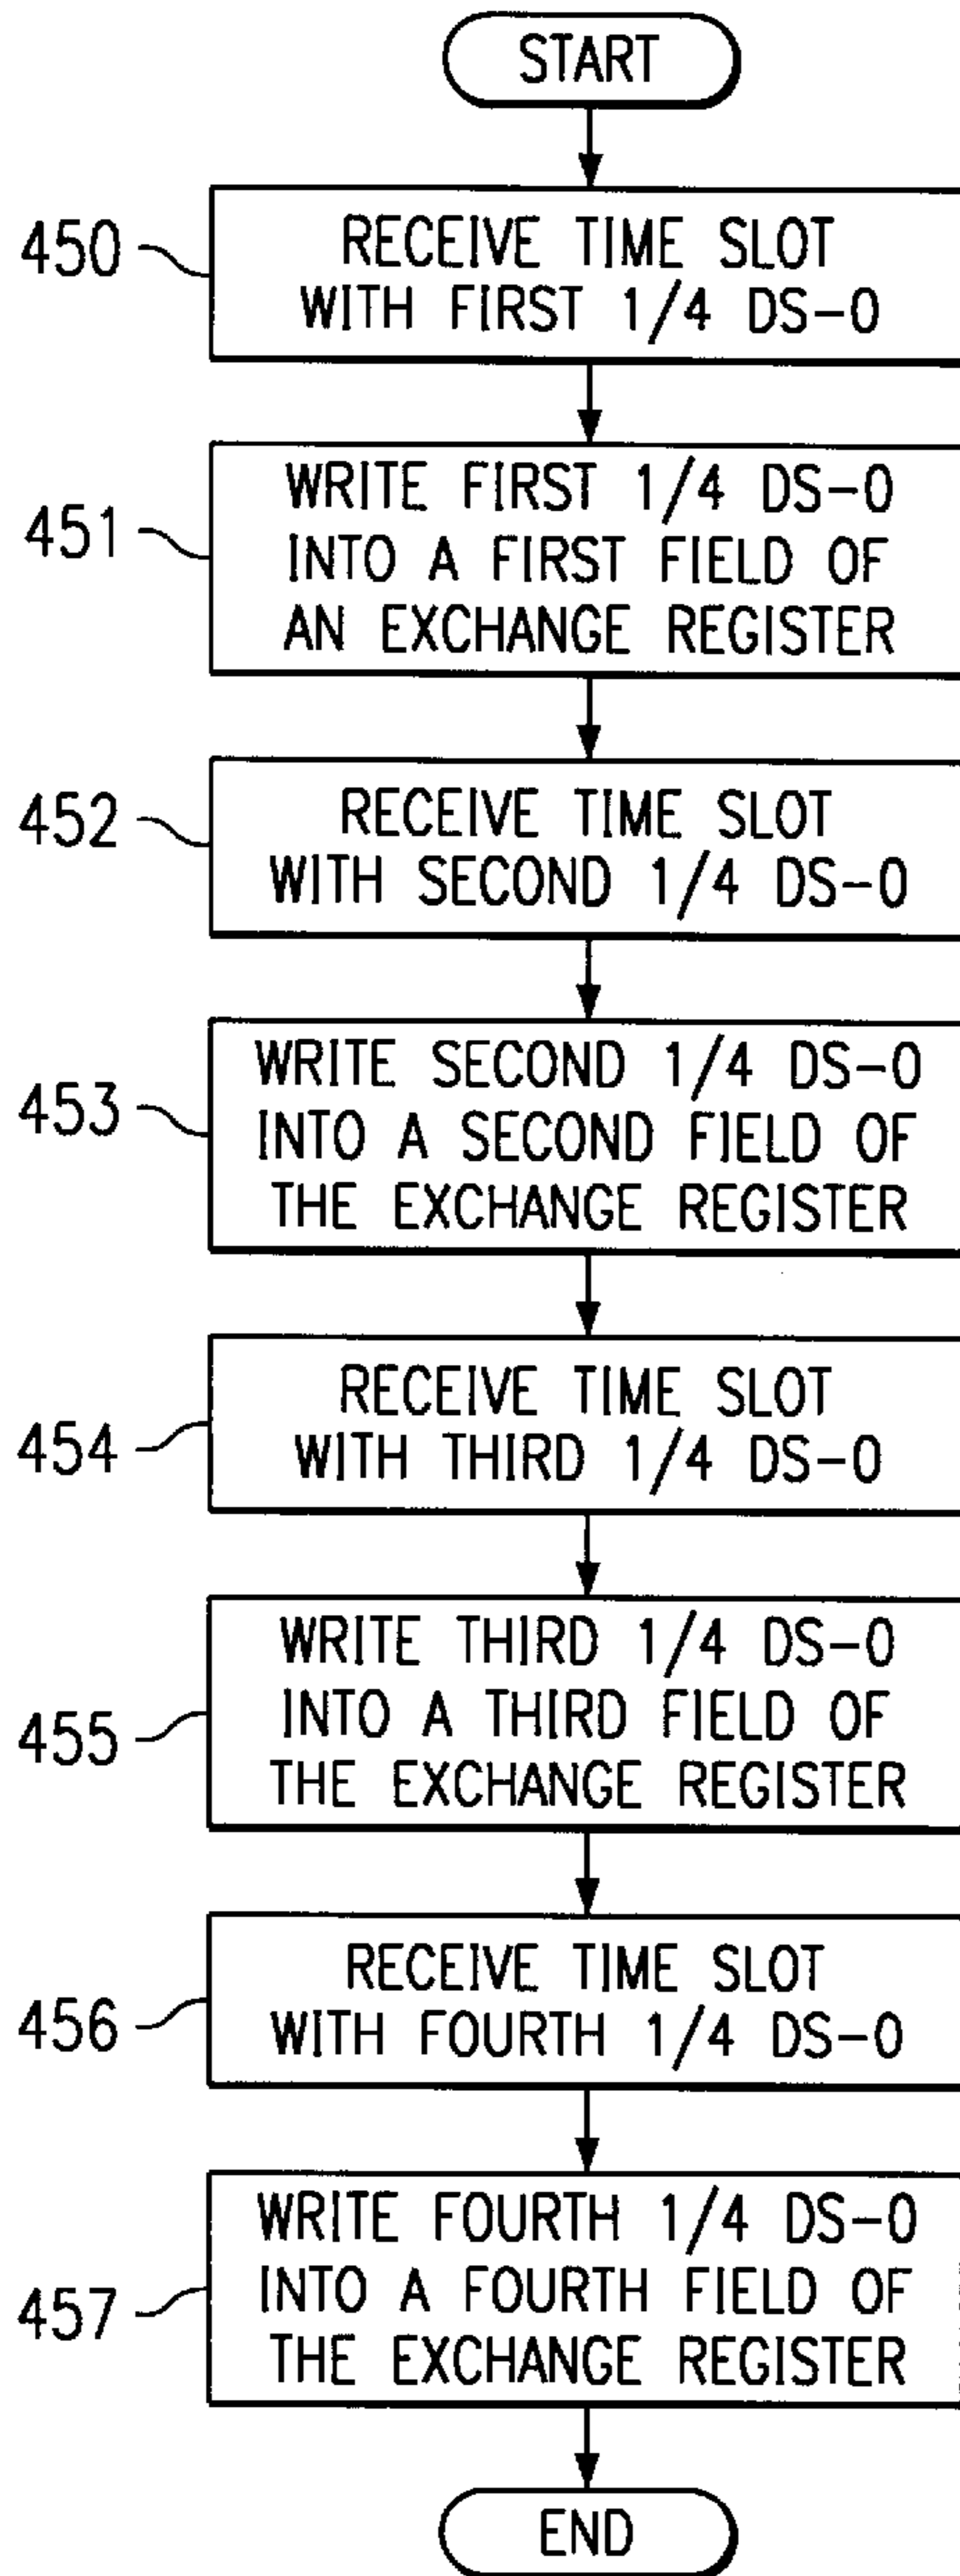 START
450
RECEIVE TIME SLOT
WITH FIRST 1/4 DS-0
451
WRITE FIRST 1/4 DS-0
INTO A FIRST FIELD OF
AN EXCHANGE REGISTER
452
RECEIVE TIME SLOT
WITH SECOND 1/4 DS-0
453
WRITE SECOND 1/4 DS-0
INTO A SECOND FIELD OF
THE EXCHANGE REGISTER
454
RECEIVE TIME SLOT
WITH THIRD 1/4 DS-0
455
WRITE THIRD 1/4 DS-0
INTO A THIRD FIELD OF
THE EXCHANGE REGISTER
456
RECEIVE TIME SLOT
WITH FOURTH 1/4 DS-0
457
WRITE FOURTH 1/4 DS-0
INTO A FOURTH FIELD OF
THE EXCHANGE REGISTER
END